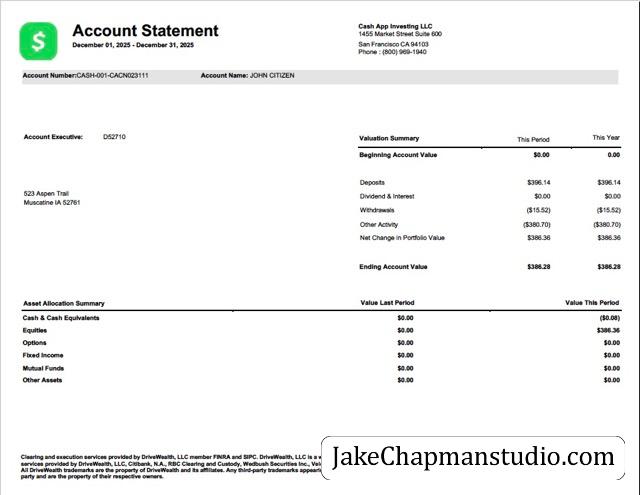 Account Statement
December 01, 2025 - December 31, 2025
Cash App Investing LLC
1455 Market Street Suite 600
San Francisco CA 94103
Phone : (800) 969-1940
Account Number:CASH-001-CACN023111 Account Name: JOHN CITIZEN
Account Executive: D52710
523 Aspen Trail
Muscatine IA 52761
Valuation Summary This Period This Year
Beginning Account Value $0.00 0.00
Deposits $396.14 $396.14
Dividend & Interest $0.00 $0.00
Withdrawals ($15.52) ($15.52)
Other Activity ($380.70) ($380.70)
Net Change in Portfolio Value $386.36 $386.36
Ending Account Value $386.28 $386.28
Asset Allocation Summary Value Last Period Value This Period
Cash & Cash Equivalents $0.00 ($0.08)
Equities $0.00 $386.36
Options $0.00 $0.00
Fixed Income $0.00 $0.00
Mutual Funds $0.00 $0.00
Other Assets $0.00 $0.00
Clearing and execution services provided by DriveWealth, LLC member FINRA and SIPC. DriveWealth, LLC is a
services provided by DriveWealth, LLC, Citibank, N.A., RBC Clearing and Custody, Wedbush Securities Inc.,
All DriveWealth trademarks are the property of DriveWealth and its affiliates. Any third-party trademarks
party and are the property of their respective owners.
JakeChapmanstudio.com